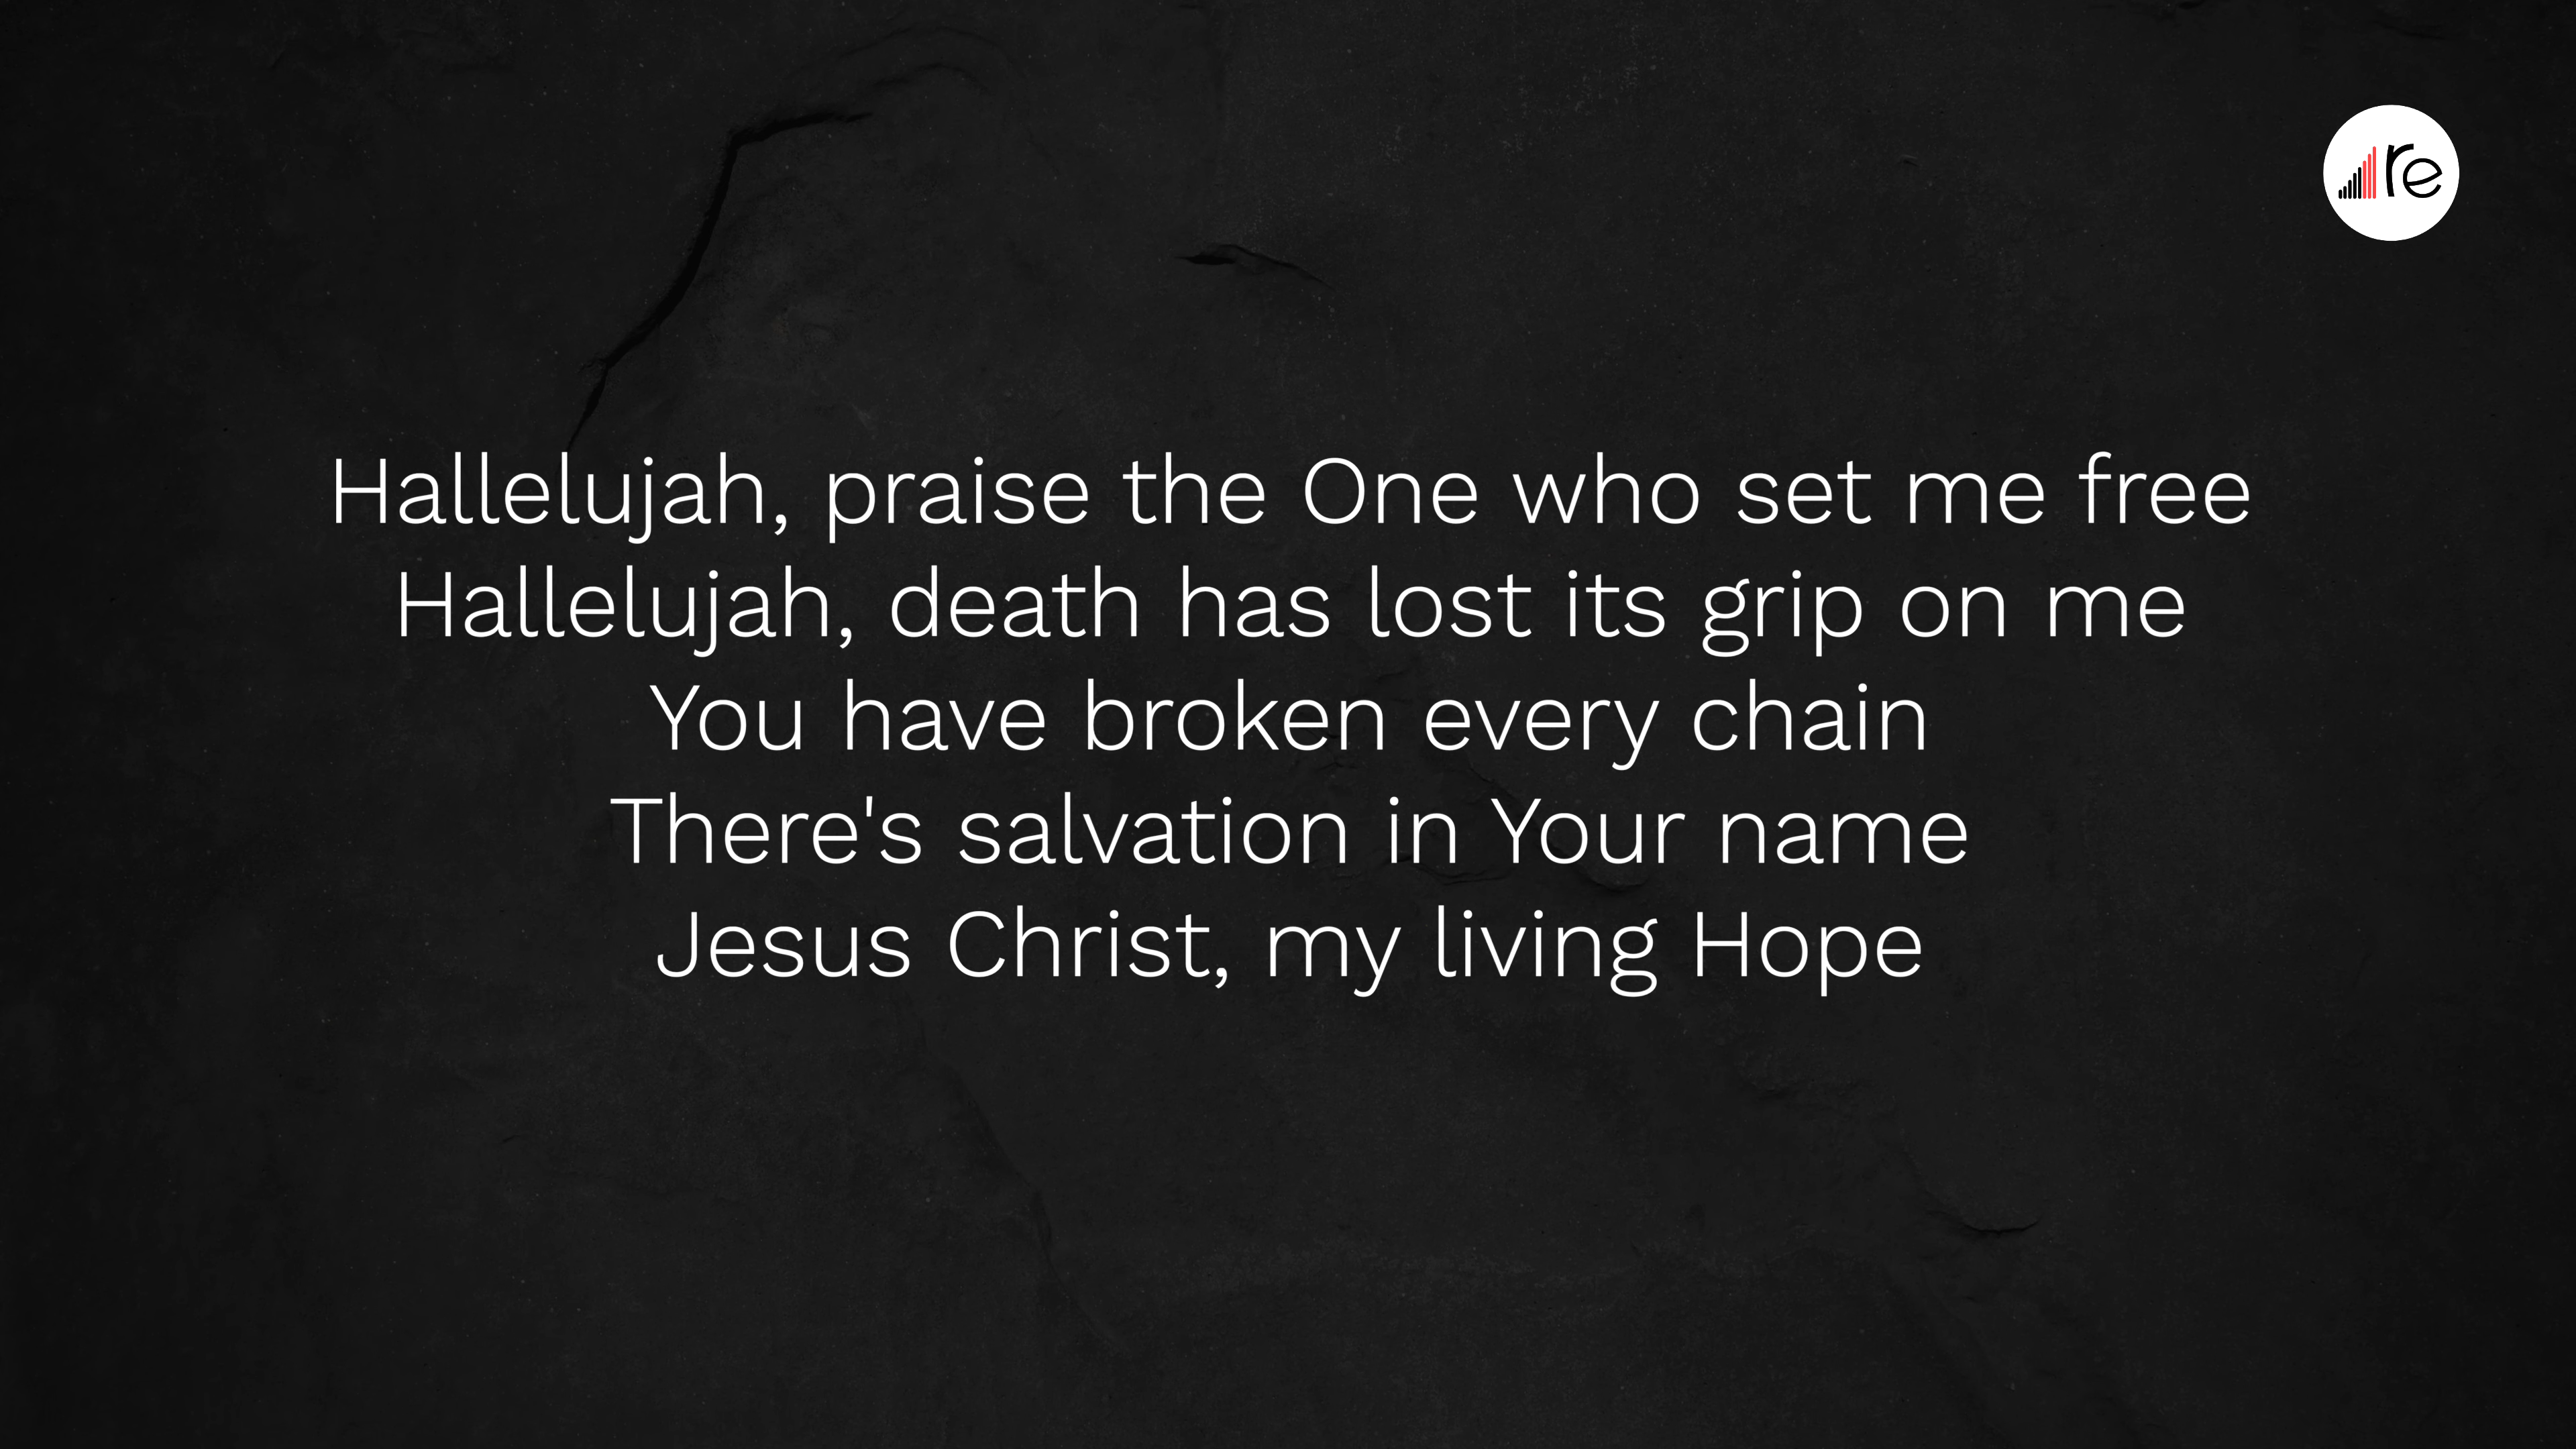 re
Hallelujah, praise the One who set me free
Hallelujah, death has lost its grip on me
You have broken every chain
There's salvation in Your name
Jesus Christ, my living Hope